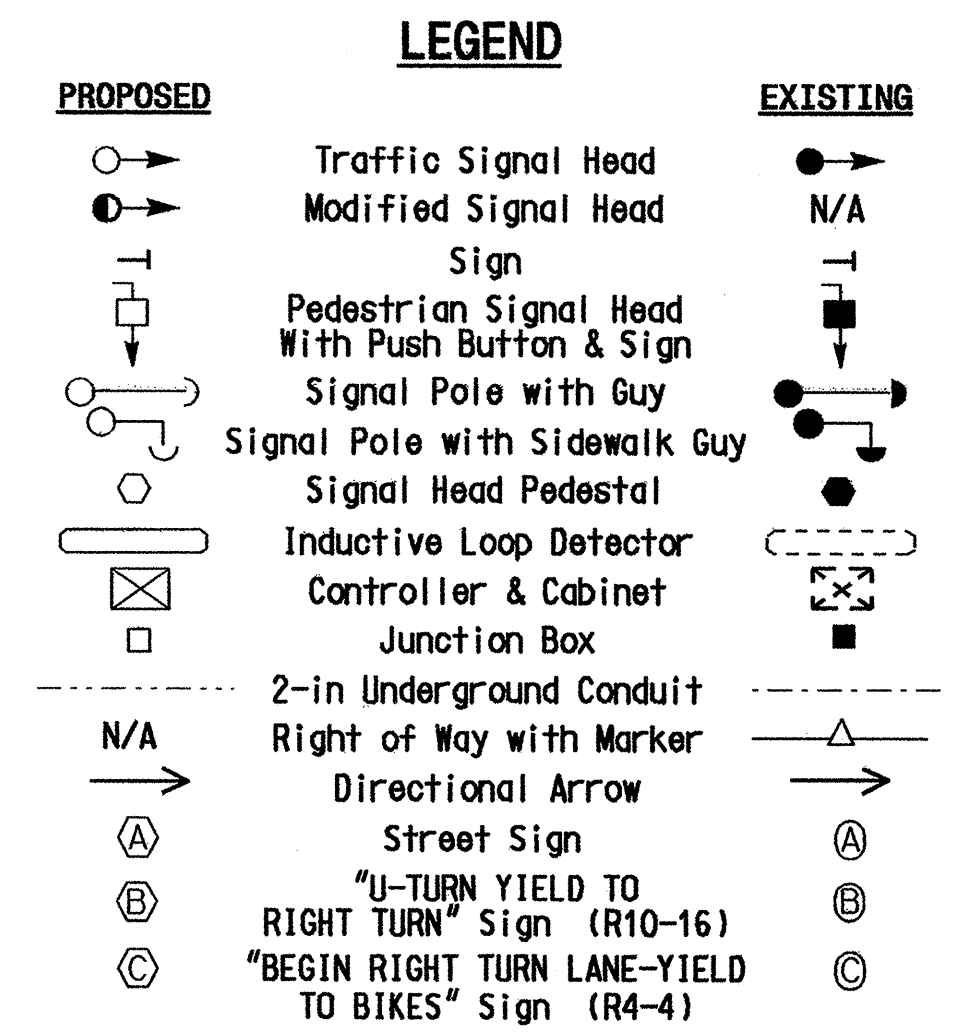 LEGEND
PROPOSED
EXISTING
Traffic Signal Head
Modified Signal Head
N/A
Sign
Pedestrian Signal Head
With Push Button & Sign
Signal Pole with Guy
Signal Pole with Sidewalk Guy
Signal Head Pedestal
Inductive Loop Detector
Controller & Cabinet
Junction Box
2-in Underground Conduit
N/A
Right of Way with Marker
Directional Arrow
A
Street Sign
A
B
"U-TURN YIELD TO
RIGHT TURN" Sign (R10-16)
B
C
"BEGIN RIGHT TURN LANE-YIELD
TO BIKES" Sign (R4-4)
C